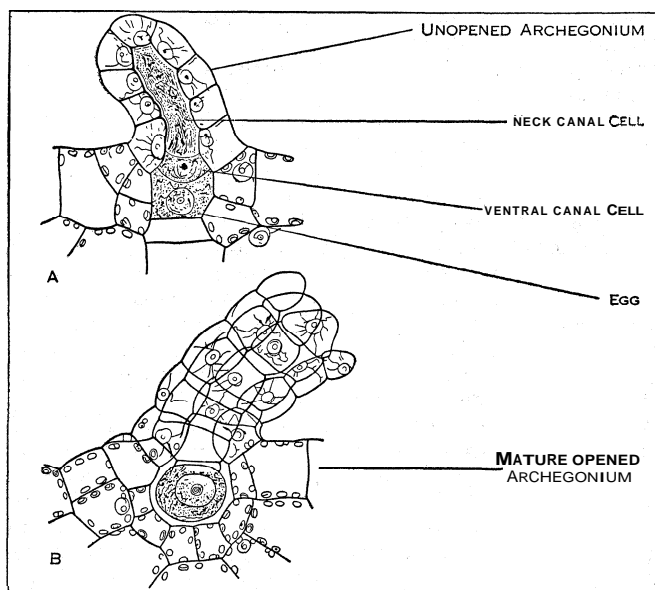 UNOPENED ARCHEGONIUM
NECK CANAL CELL
VENTRAL CANAL CELL
EGG
A
MATURE OPENED
ARCHEGONIUM
B